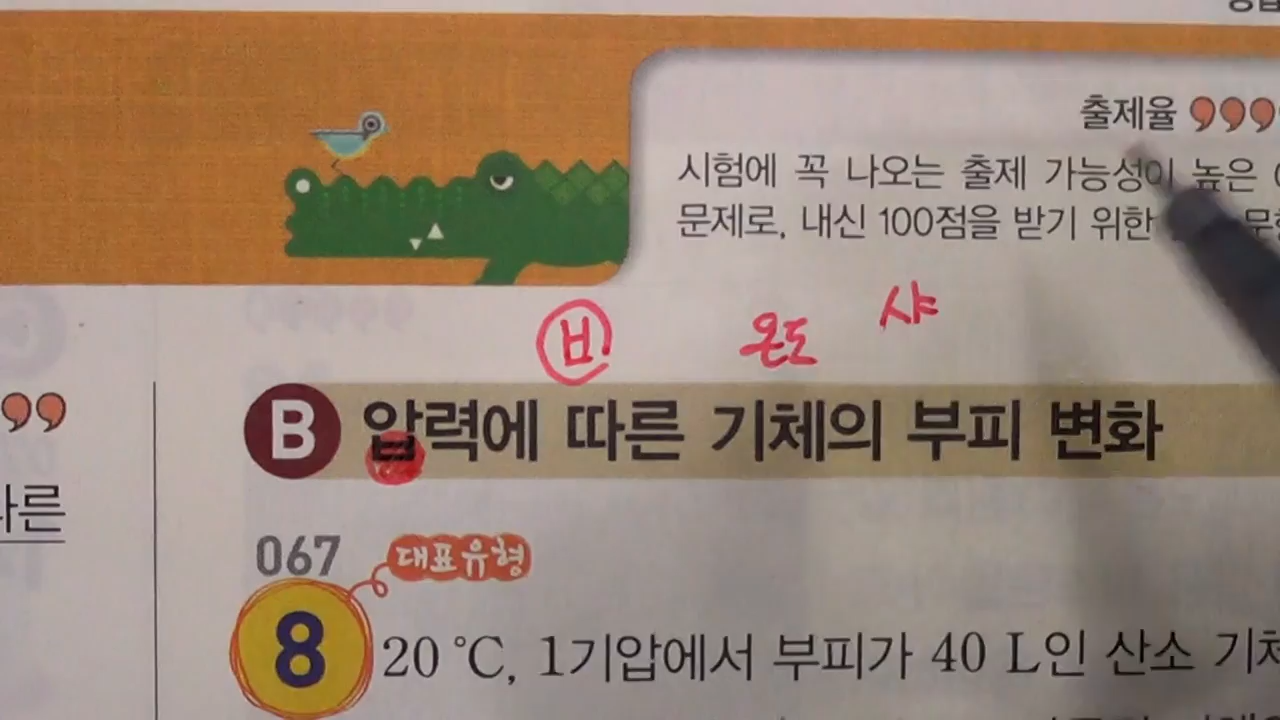 출제율
시험에 꼭 나오는 출제 가능성이 높은
문제로, 내신 100점을 받기 위한
비 온도 샤
B 압력에 따른 기체의 부피 변화
따른
067 대표유형
8 20 °C, 1기압에서 부피가 40 L인 산소 기체